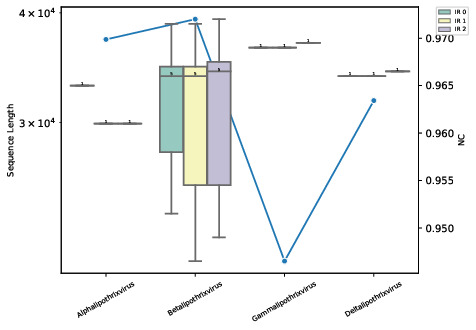 4 × 10⁴
3 × 10⁴
Sequence Length
0.970
0.965
0.960
0.955
0.950
NC
IR 0
IR 1
IR 2
Alphalipothrixvirus
Betalipothrixvirus
Gammalipothrixvirus
Deltalipothrixvirus